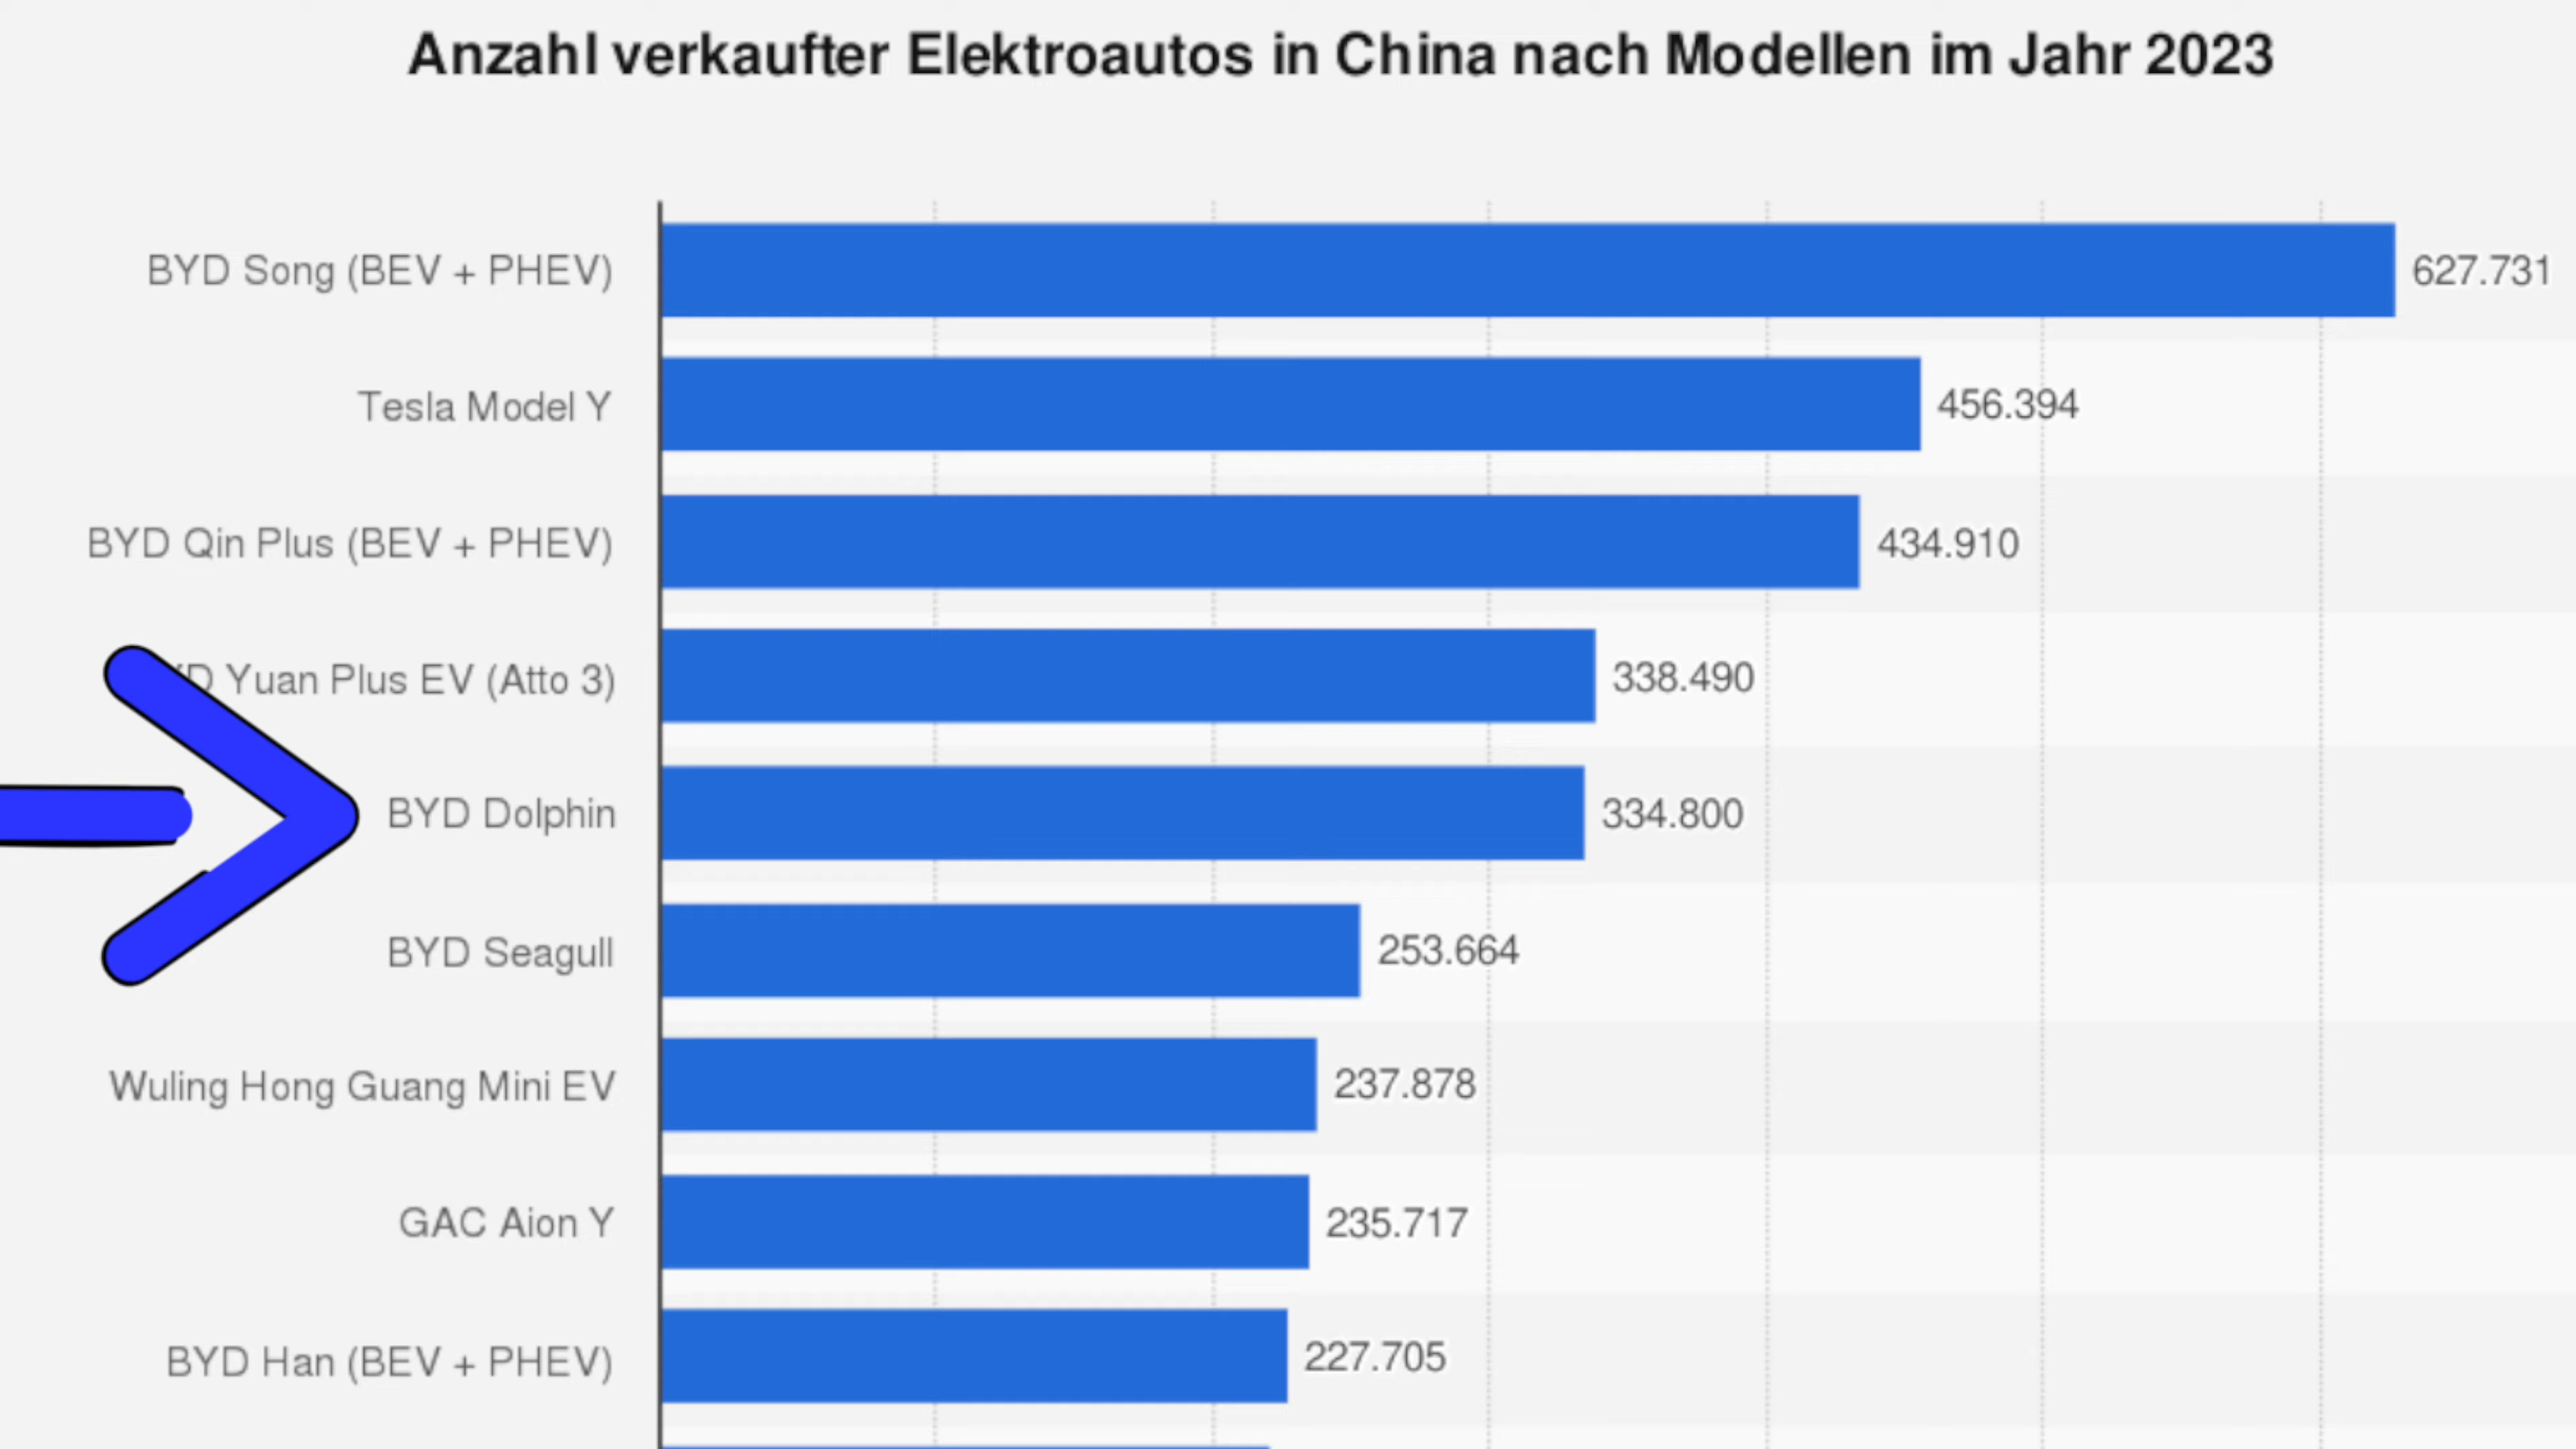 Anzahl verkaufter Elektroautos in China nach Modellen im Jahr 2023
BYD Song (BEV + PHEV) 627.731
Tesla Model Y 456.394
BYD Qin Plus (BEV + PHEV) 434.910
Yuan Plus EV (Atto 3) 338.490
BYD Dolphin 334.800
BYD Seagull 253.664
Wuling Hong Guang Mini EV 237.878
GAC Aion Y 235.717
BYD Han (BEV + PHEV) 227.705